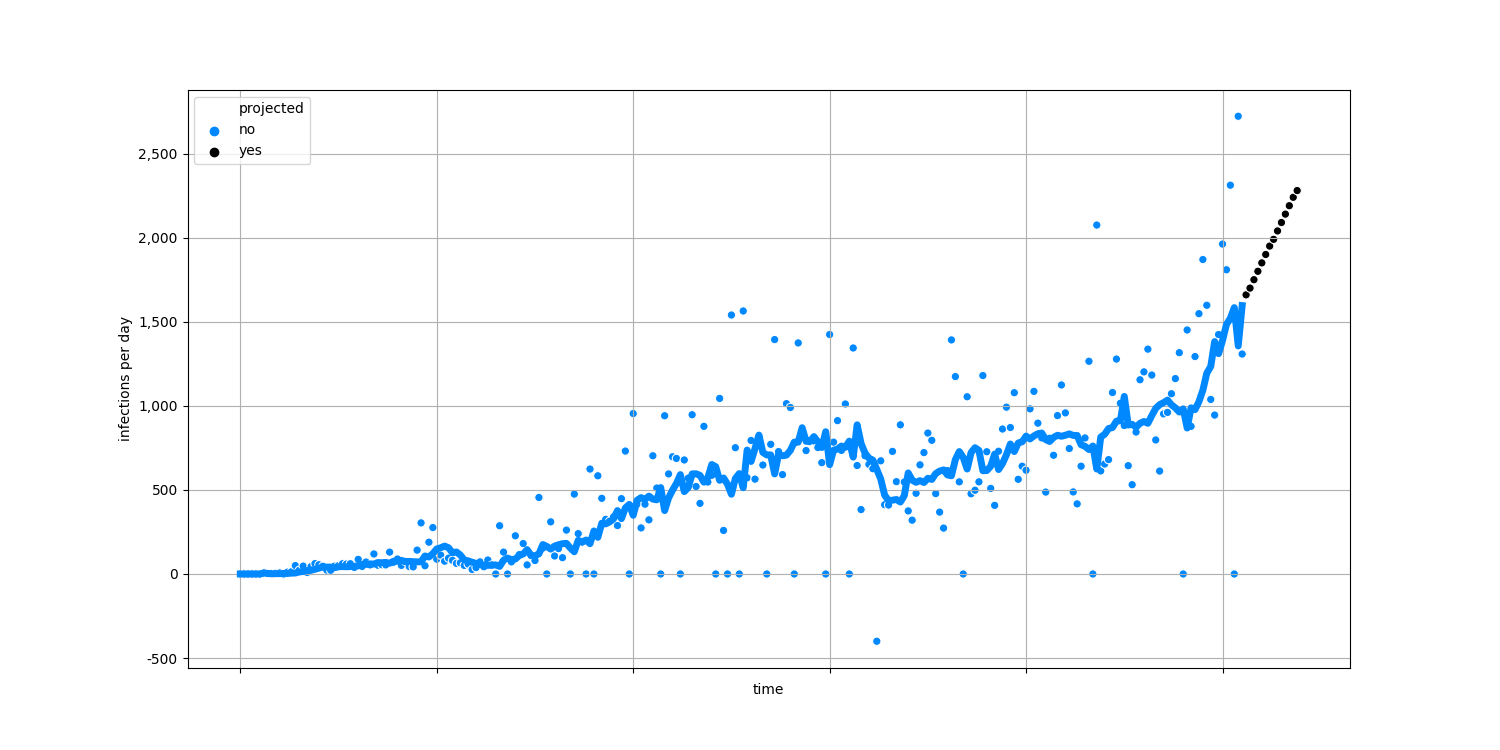 projected
no
yes
2,500
2,000
1,500
1,000
500
0
-500
infections per day
time